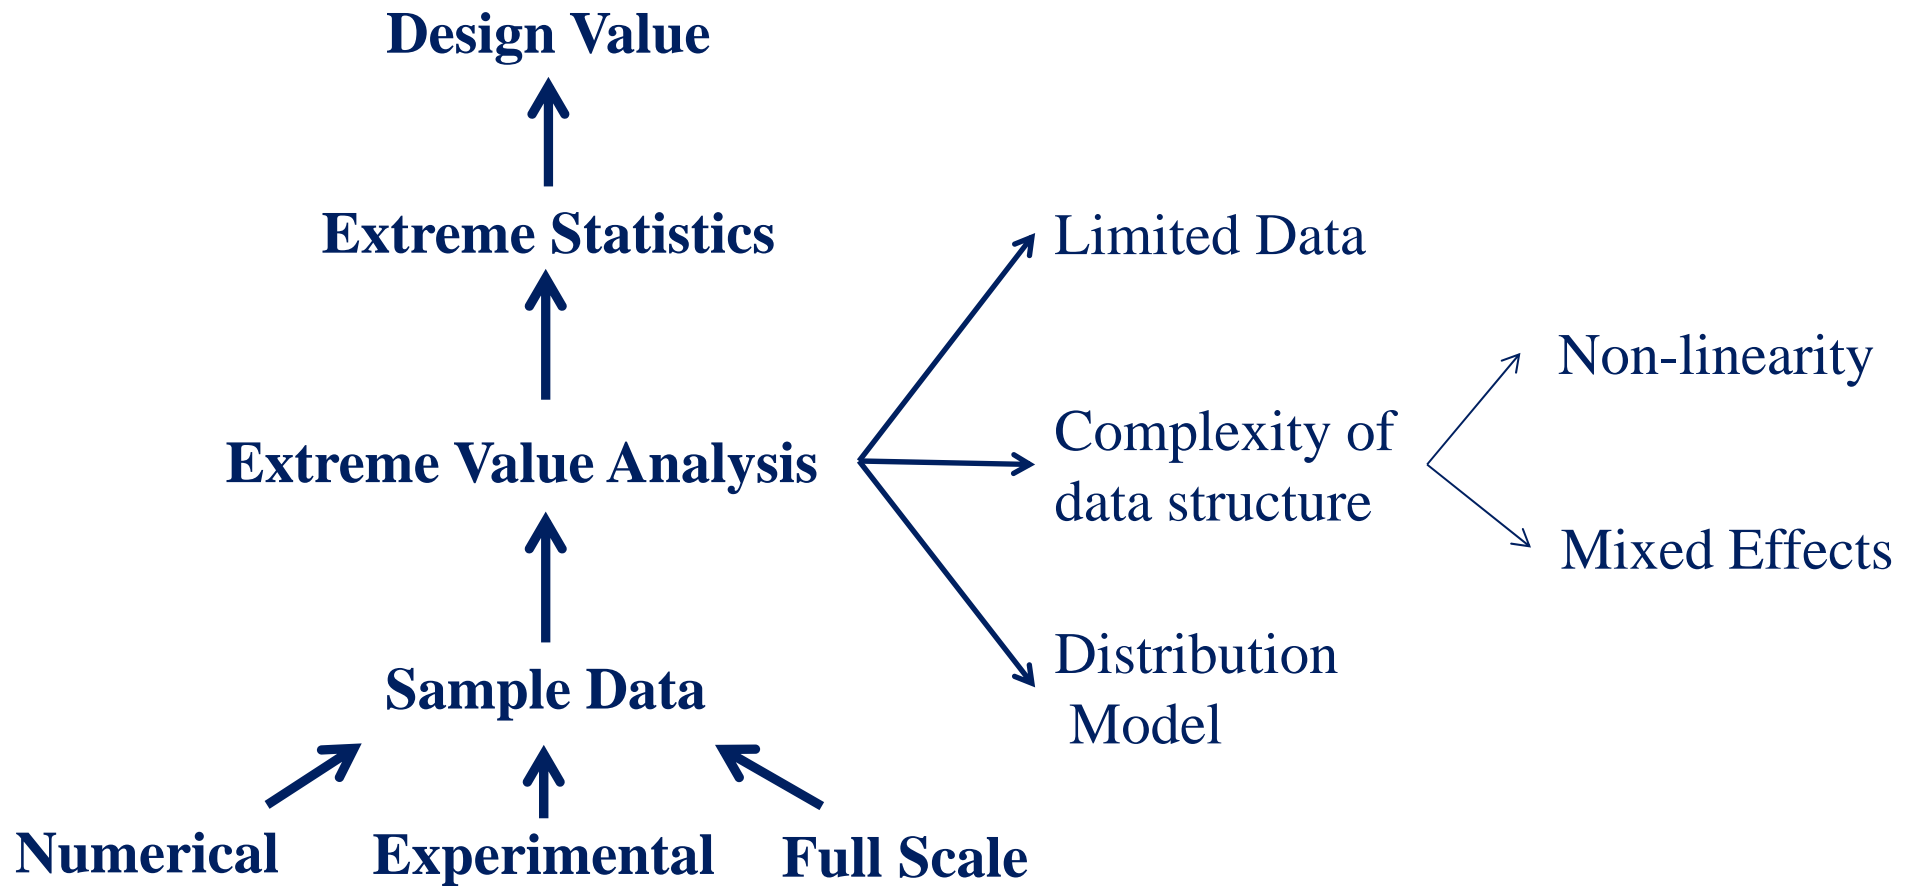 Design Value
Extreme Statistics
Limited Data
Non-linearity
Complexity of
data structure
Extreme Value Analysis
Mixed Effects
Distribution
Model
Sample Data
Numerical
Experimental
Full Scale